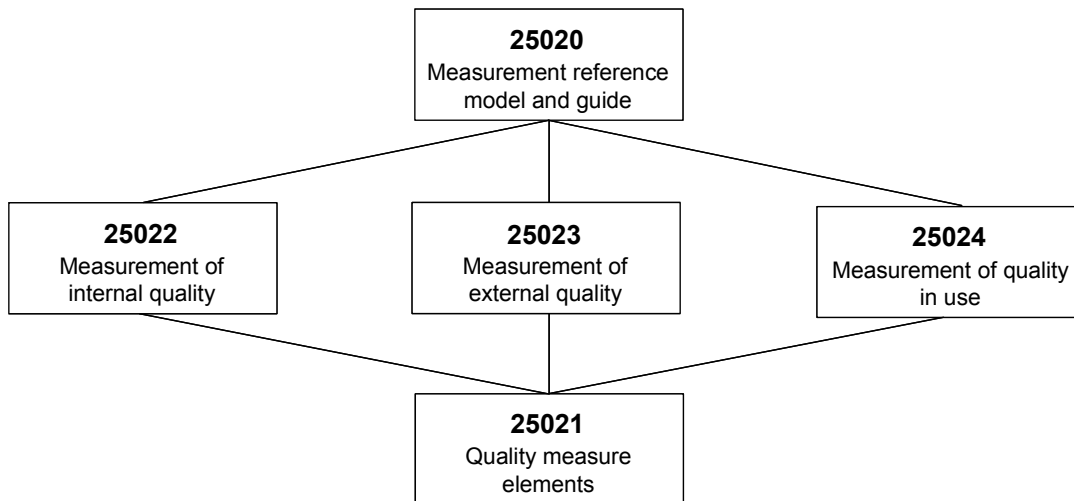 25020
Measurement reference
model and guide
25022
Measurement of
internal quality
25023
Measurement of
external quality
25024
Measurement of quality
in use
25021
Quality measure
elements